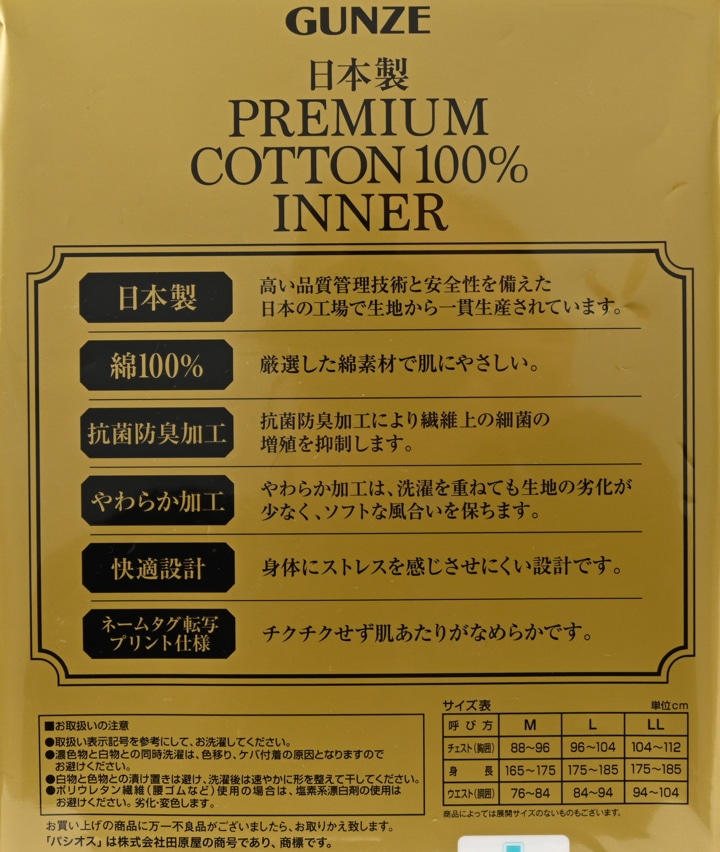 GUNZE
日本製
PREMIUM
COTTON 100%
INNER
日本製
高い品質管理技術と安全性を備えた
日本の工場で生地から一貫生産されています。
綿100%
厳選した綿素材で肌にやさしい。
抗菌防臭加工
抗菌防臭加工により繊維上の細菌の
増殖を抑制します。
やわらか加工
やわらか加工は、洗濯を重ねても生地の劣化が
少なく、ソフトな風合いを保ちます。
快適設計
身体にストレスを感じさせにくい設計です。
ネームタグ転写
プリント仕様
チクチクせず肌あたりがなめらかです。
■お取扱いの注意
●取扱い表示記号を参考にして、お洗濯してください。
●濃色物と白物との同時洗濯は、色移り、ケバ付着の原因となりますので
お避けください。
●白物と色物との漬け置きは避け、洗濯後は速やかに形を整えて干してください。
●ポリウレタン繊維(腰ゴムなど)使用の場合は、塩素系漂白剤の使用は
お避けください。劣化・変色します。
お買い上げの商品に万一不良品がございましたら、お取りかえ致します。
「パシオス」は株式会社田原屋の商号であり、商標です。
サイズ表 単位cm
呼び方 M L LL
チェスト(胸囲) 88〜96 96〜104 104〜112
身長 165〜175 175〜185 175〜185
ウエスト(胴囲) 76〜84 84〜94 94〜104
商品によっては展開サイズのないものもございます。